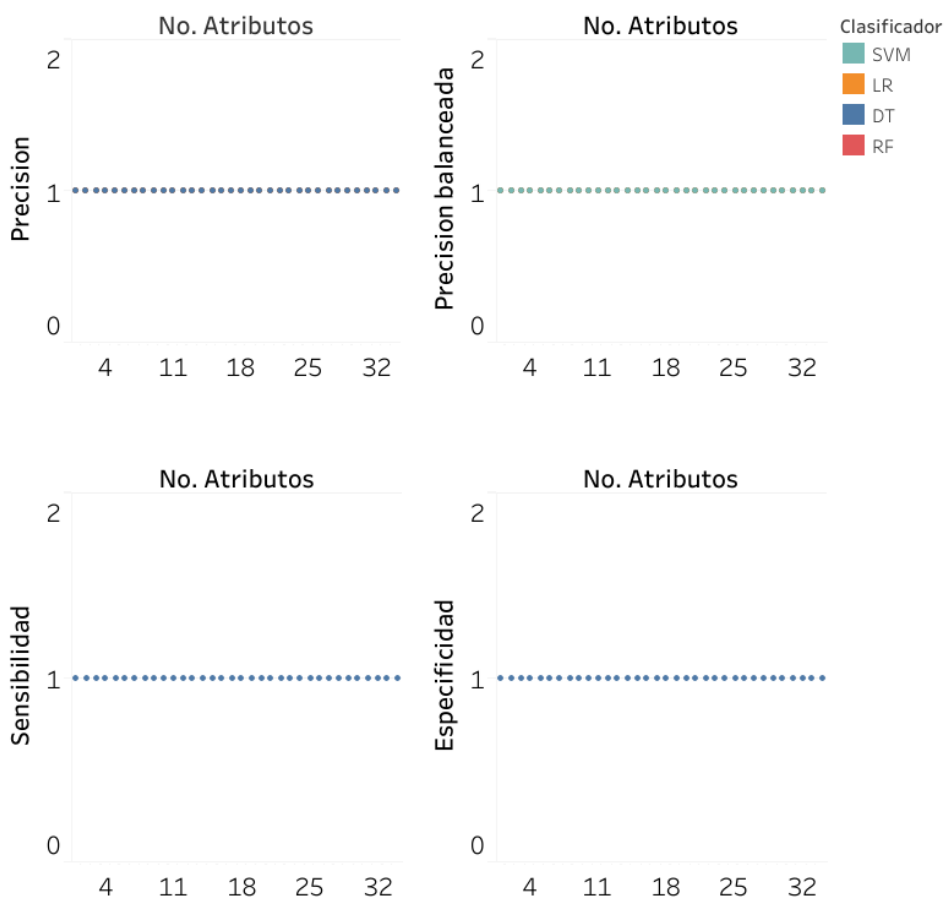 No. Atributos
Precision
2
1
0
4 11 18 25 32
No. Atributos
Precision balanceada
2
1
0
4 11 18 25 32
Clasificador
SVM
LR
DT
RF
No. Atributos
Sensibilidad
2
1
0
4 11 18 25 32
No. Atributos
Especificidad
2
1
0
4 11 18 25 32